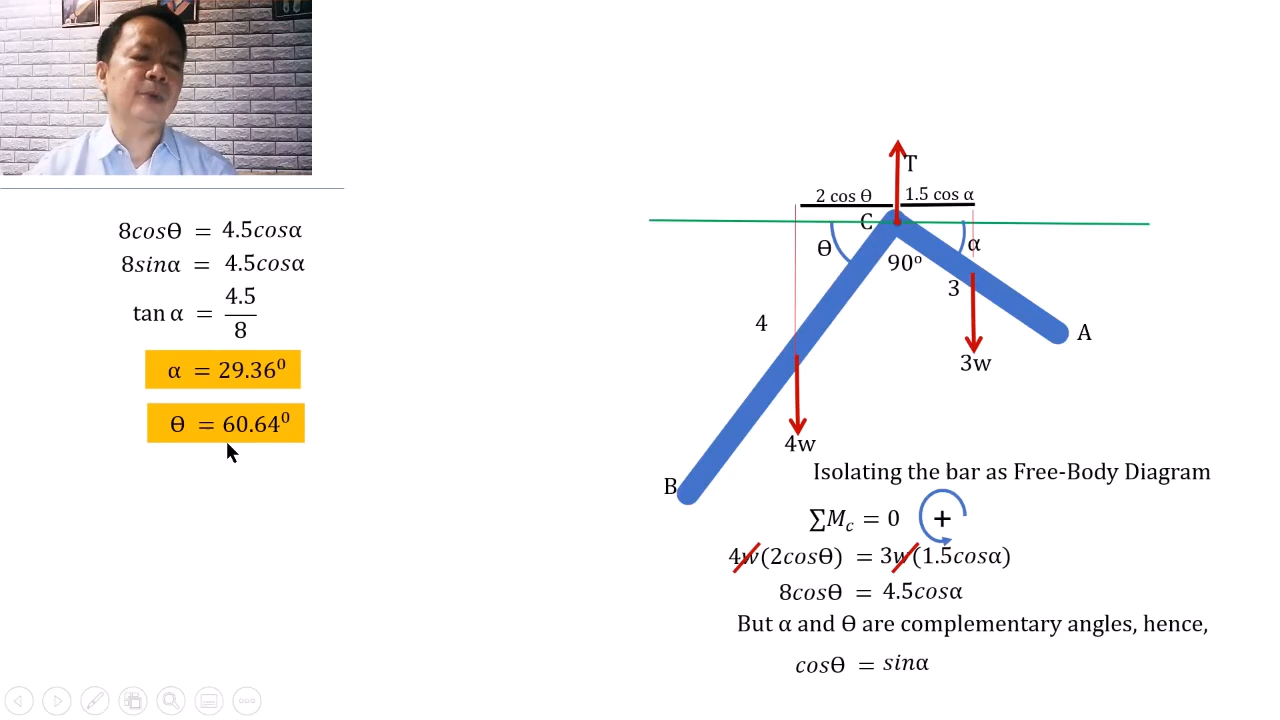 8cosθ = 4.5cosα
8sinα = 4.5cosα
tan α = 4.5/8
α = 29.36⁰
θ = 60.64⁰
T
2 cos θ
1.5 cos α
C
θ
α
90°
3
4
A
3w
4w
B
Isolating the bar as Free-Body Diagram
∑M_c = 0 +
4w(2cosθ) = 3w(1.5cosα)
8cosθ = 4.5cosα
But α and θ are complementary angles, hence,
cosθ = sinα